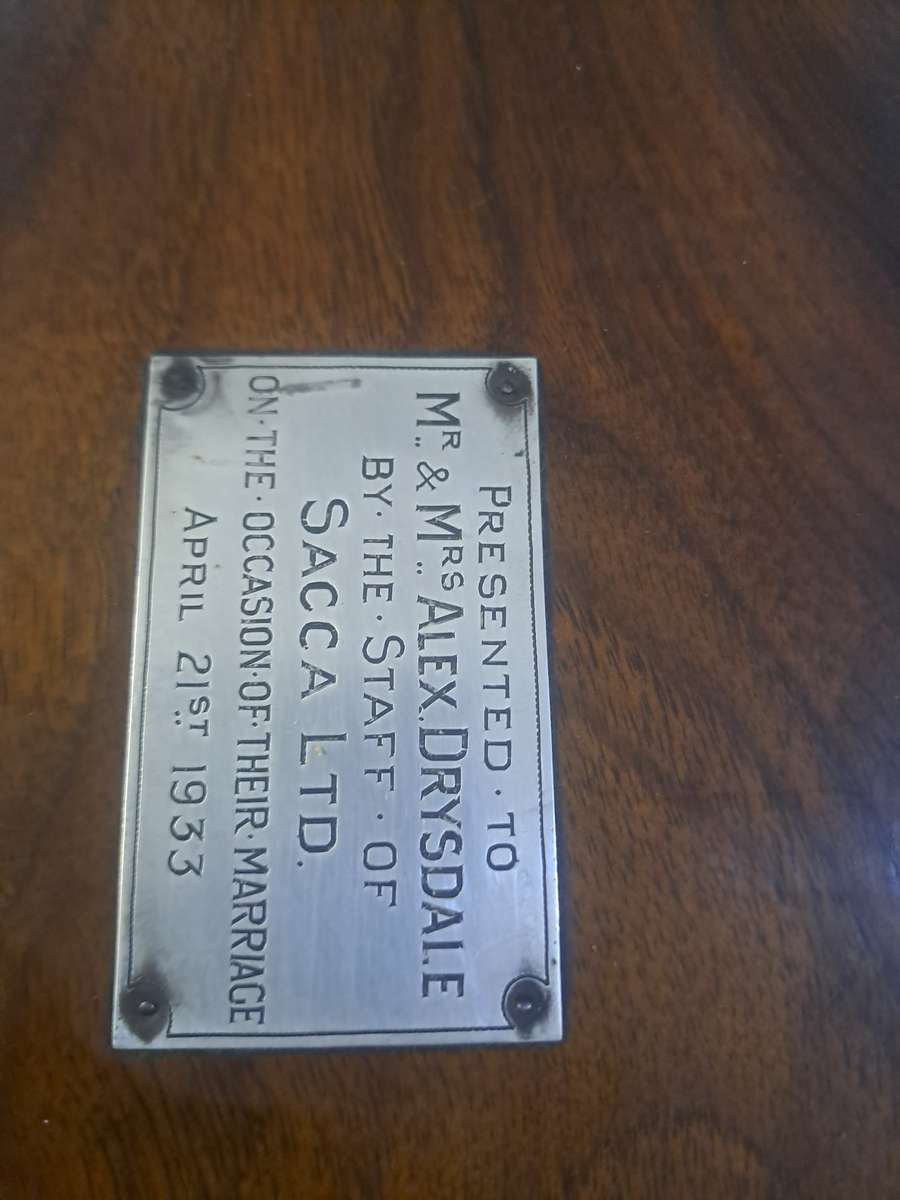 PRESENTED · TO
MR. & MRS. ALEX. DRYSDALE
BY · THE · STAFF · OF
SACCA LTD.
ON · THE · OCCASION · OF · THEIR · MARRIAGE
APRIL 21ST 1933